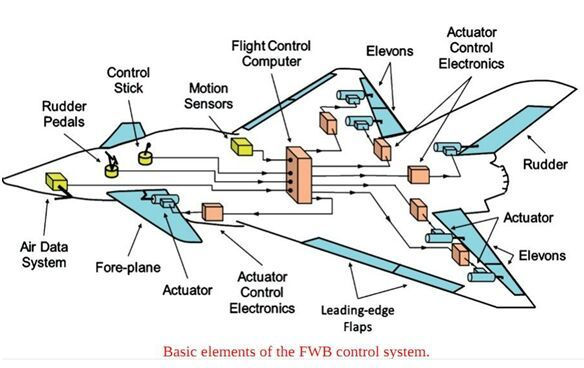 Actuator
Control
Electronics
Flight Control
Computer
Elevons
Control
Stick
Motion
Sensors
Rudder
Pedals
Rudder
Air Data
System
Fore-plane
Actuator
Actuator
Control
Electronics
Leading-edge
Flaps
Actuator
Elevons
Basic elements of the FWB control system.